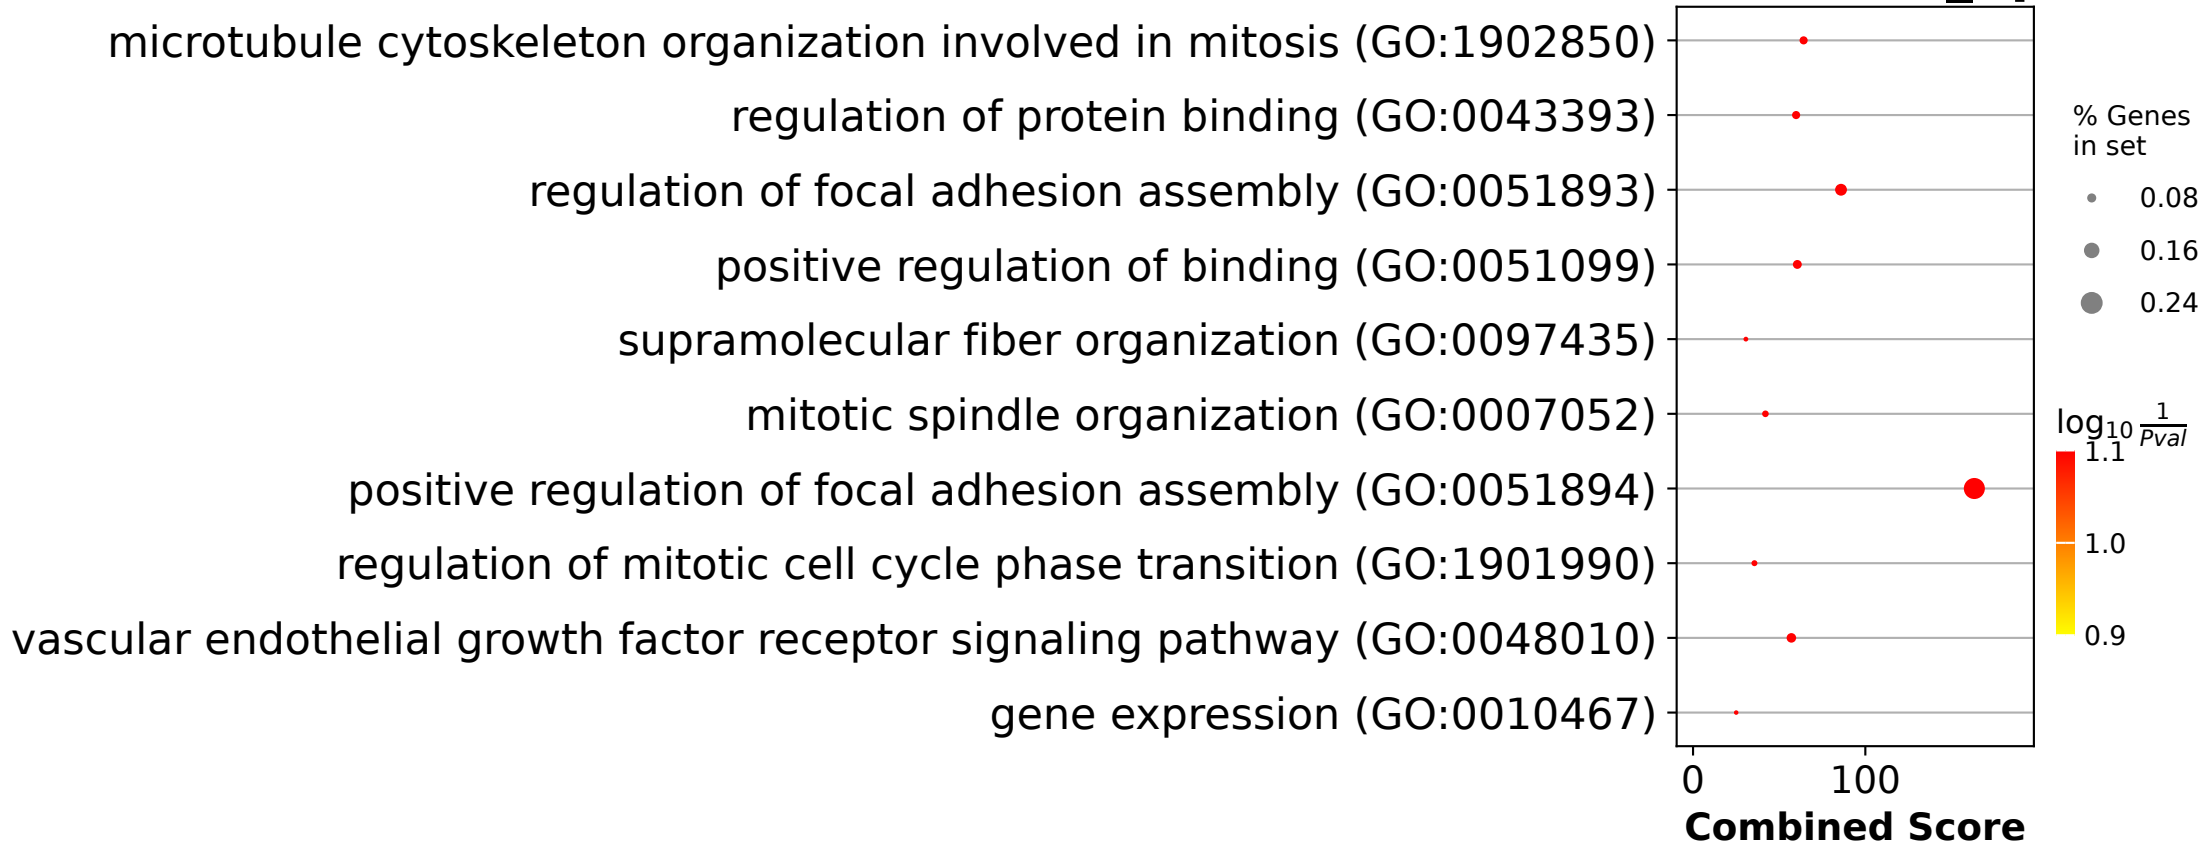 microtubule cytoskeleton organization involved in mitosis (GO:1902850)
regulation of protein binding (GO:0043393)
regulation of focal adhesion assembly (GO:0051893)
positive regulation of binding (GO:0051099)
supramolecular fiber organization (GO:0097435)
mitotic spindle organization (GO:0007052)
positive regulation of focal adhesion assembly (GO:0051894)
regulation of mitotic cell cycle phase transition (GO:1901990)
vascular endothelial growth factor receptor signaling pathway (GO:0048010)
gene expression (GO:0010467)
0 100
Combined Score
% Genes
in set
0.08
0.16
0.24
log₁₀ 1/Pval
1.1
1.0
0.9